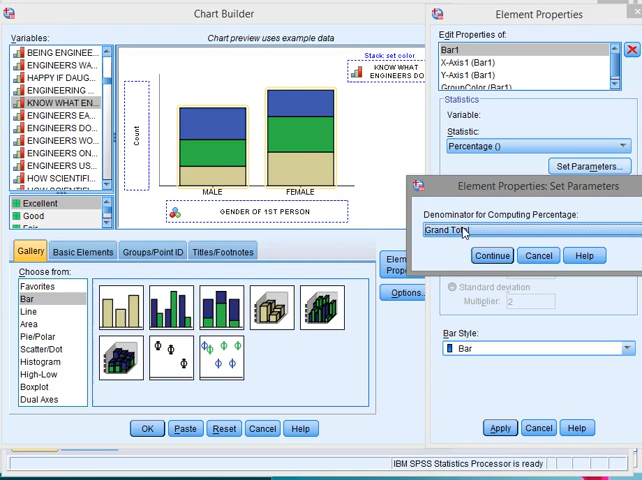 Chart Builder
Variables:
Chart preview uses example data
BEING ENGINEE...
ENGINEERS WA...
HAPPY IF DAUG...
ENGINEERING ...
KNOW WHAT EN...
ENGINEERS EA...
ENGINEERS DO...
ENGINEERS WO...
ENGINEERS ON...
ENGINEERS US...
HOW SCIENTIFI...
HOW SCIENTIFI...
Excellent
Good
Fair
Stack: set color
KNOW WHAT
ENGINEERS DO
Count
MALE
FEMALE
GENDER OF 1ST PERSON
Gallery
Basic Elements
Groups/Point ID
Titles/Footnotes
Choose from:
Favorites
Bar
Line
Area
Pie/Polar
Scatter/Dot
Histogram
High-Low
Boxplot
Dual Axes
Elem
Prope
Options..
OK
Paste
Reset
Cancel
Help
Element Properties
Edit Properties of:
Bar1
X-Axis1 (Bar1)
Y-Axis1 (Bar1)
GroupColor (Bar1)
Statistics
Variable:
Statistic:
Percentage ()
Set Parameters...
Element Properties: Set Parameters
Denominator for Computing Percentage:
Grand Total
Continue
Cancel
Help
Standard deviation
Multiplier:
2
Bar Style:
Bar
Apply
Cancel
Help
IBM SPSS Statistics Processor is ready